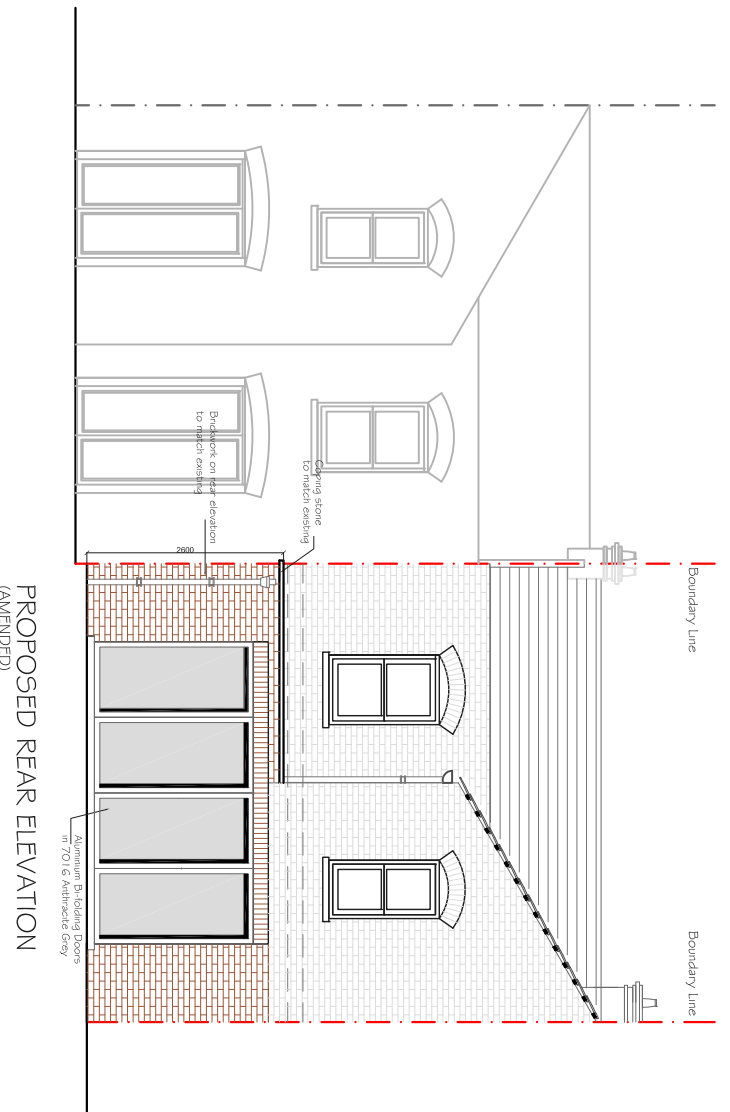 Boundary Line
Boundary Line
Coping stone
to match existing
Brickwork on rear elevation
to match existing
2600
Aluminium Bi-folding Doors
in 7016 Anthracite Grey
PROPOSED REAR ELEVATION
(AMENDED)